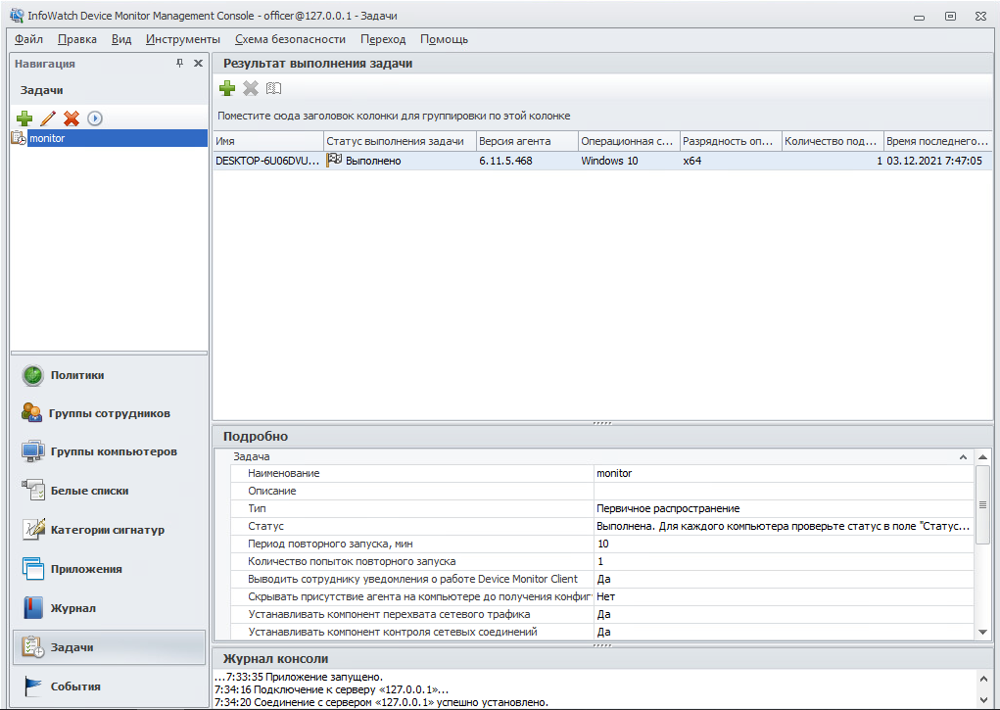 InfoWatch Device Monitor Management Console - officer@127.0.0.1 - Задачи
Файл Правка Вид Инструменты Схема безопасности Переход Помощь
Навигация
Задачи
monitor
Политики
Группы сотрудников
Группы компьютеров
Белые списки
Категории сигнатур
Приложения
Журнал
Задачи
События
Результат выполнения задачи
Поместите сюда заголовок колонки для группировки по этой колонке
Имя Статус выполнения задачи Версия агента Операционная с... Разрядность оп... Количество под... Время последнего...
DESKTOP-6U06DVU... Выполнено 6.11.5.468 Windows 10 x64 1 03.12.2021 7:47:05
Подробно
Задача
Наименование monitor
Описание
Тип Первичное распространение
Статус Выполнена. Для каждого компьютера проверьте статус в поле "Статус...
Период повторного запуска, мин 10
Количество попыток повторного запуска 1
Выводить сотруднику уведомления о работе Device Monitor Client Да
Скрывать присутствие агента на компьютере до получения конфиг Нет
Устанавливать компонент перехвата сетевого трафика Да
Устанавливать компонент контроля сетевых соединений Да
Журнал консоли
...7:33:35 Приложение запущено.
7:34:16 Подключение к серверу «127.0.0.1»...
7:34:20 Соединение с сервером «127.0.0.1» успешно установлено.